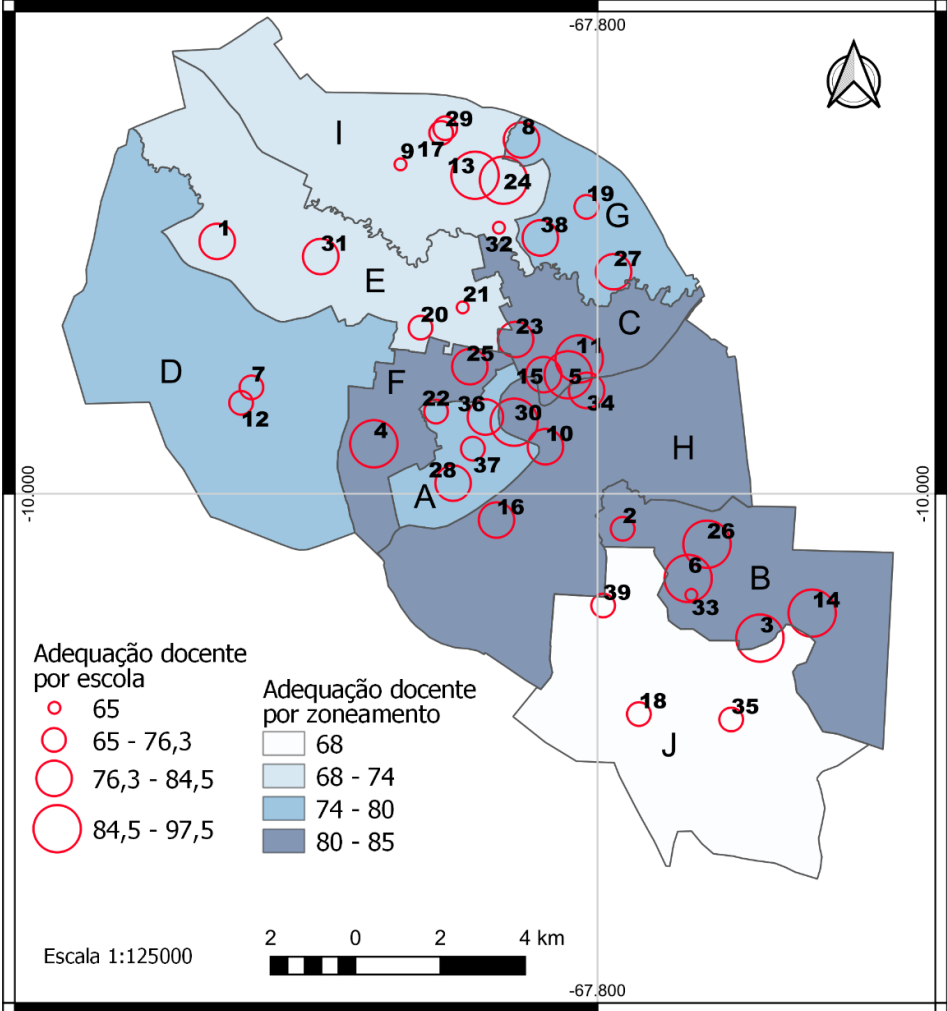 -67.800
I
29
8
9
17
13
24
19
G
1
38
31
32
27
E
21
20
C
23
11
25
D
F
15
5
7
34
22
36
12
30
4
10
H
37
28
A
-10.000
-10.000
16
2
26
6
B
39
33
14
3
18
35
J
Adequação docente
por escola
65
65 - 76,3
76,3 - 84,5
84,5 - 97,5
Adequação docente
por zoneamento
68
68 - 74
74 - 80
80 - 85
Escala 1:125000
2 0 2 4 km
-67.800